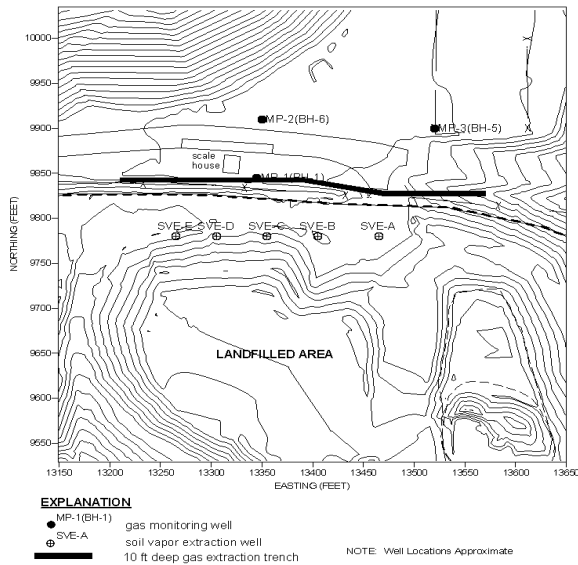 10000
9950
MP-2(BH-6)
9900
MP-3(BH-5)
scale
house
9850
MP-1(BH-1)
9800
SVE-E SVE-D SVE-C SVE-B SVE-A
9750
9700
9650
LANDFILLED AREA
9600
9550
NORTHING (FEET)
13150 13200 13250 13300 13350 13400 13450 13500 13550 13600 13650
EASTING (FEET)
EXPLANATION
MP-1(BH-1)
gas monitoring well
SVE-A
soil vapor extraction well
10 ft deep gas extraction trench
NOTE: Well Locations Approximate